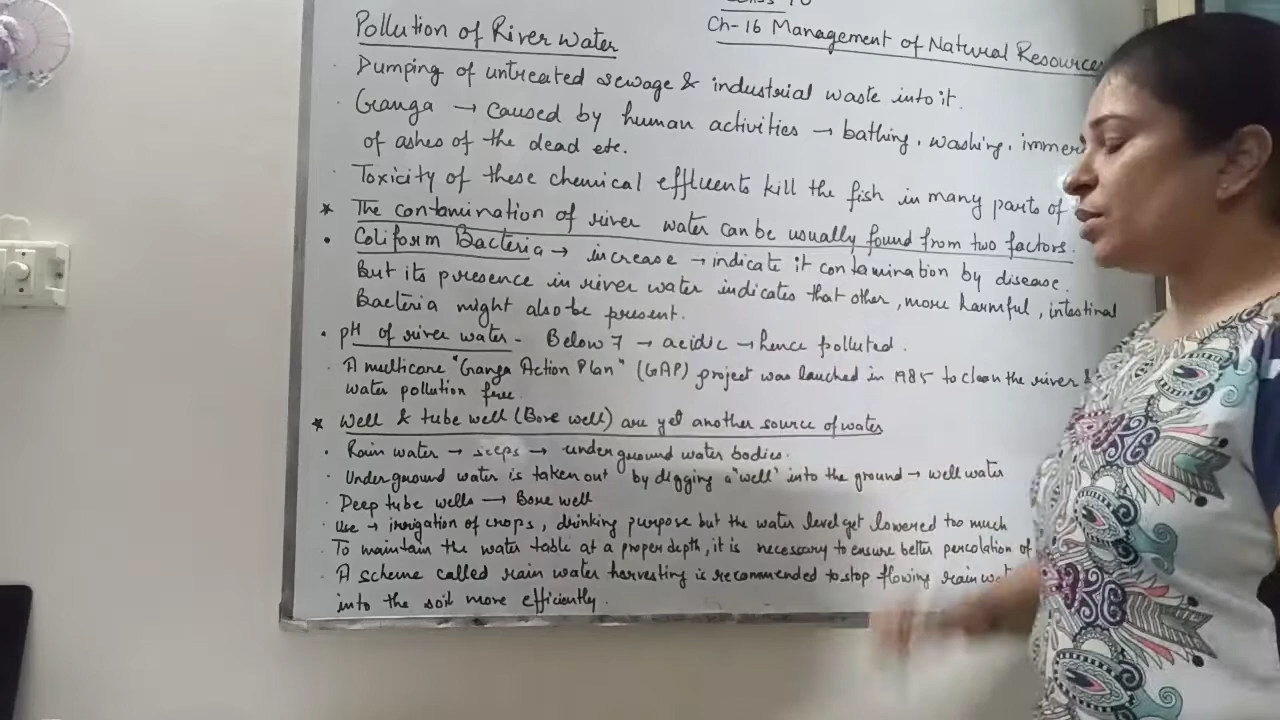 Pollution of River Water
Ch-16 Management of Natural Resources
Dumping of untreated sewage & industrial waste into it.
Ganga → caused by human activities → bathing, washing, immer
of ashes of the dead etc.
Toxicity of these chemical effluents kill the fish in many parts of
* The contamination of river water can be usually found from two factors.
• Coliform Bacteria → increase → indicate it contamination by disease.
But its presence in river water indicates that other, more harmful, intestinal
Bacteria might also be present.
• pH of river water - Below 7 → acidic → hence polluted.
A multicore "Ganga Action Plan" (GAP) project was lauched in 1985 to clean the river &
water pollution free.
* Well & tube well (Bore well) are yet another source of water
• Rain water → seeps → underground water bodies.
• Underground water is taken out by digging a "well" into the ground → well water
• Deep tube wells → Bore well
• Use → irrigation of crops, drinking purpose but the water level get lowered too much
• To maintain the water table at a proper depth, it is necessary to ensure better percolation of
• A scheme called rain water harvesting is recommended to stop flowing rain wat
into the soil more efficiently.